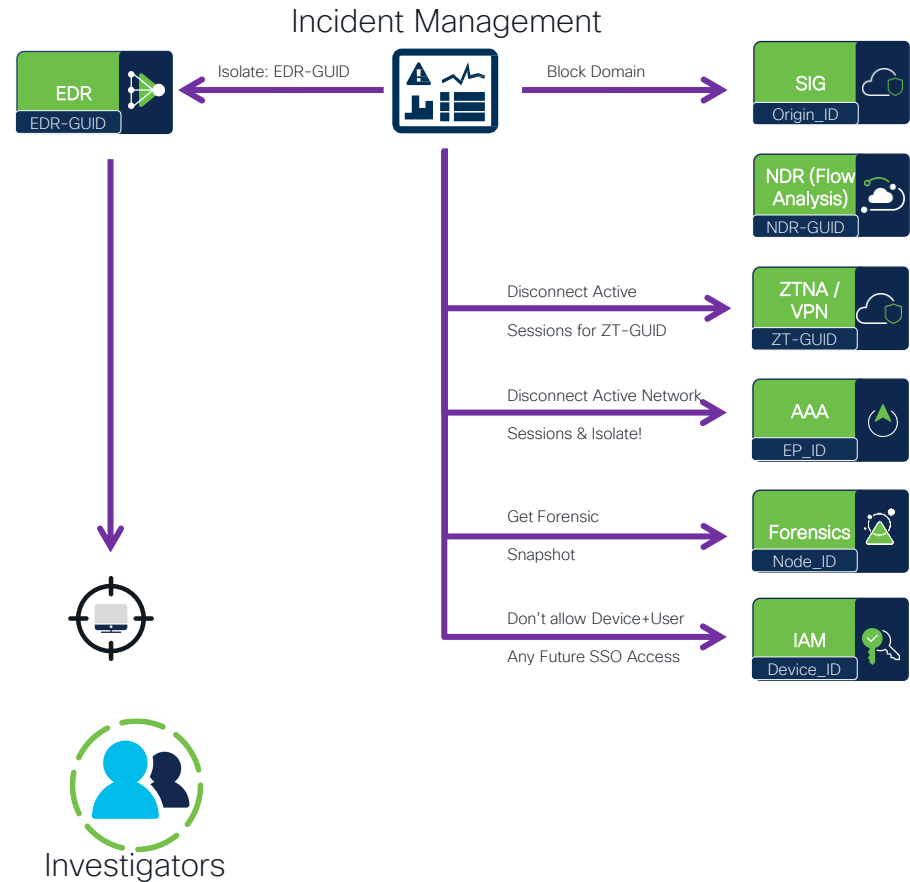 Incident Management
EDR
EDR-GUID
Isolate: EDR-GUID
Block Domain
SIG
Origin_ID
NDR (Flow
Analysis)
NDR-GUID
Disconnect Active
Sessions for ZT-GUID
ZTNA /
VPN
ZT-GUID
Disconnect Active Network
Sessions & Isolate!
AAA
EP_ID
Get Forensic
Snapshot
Forensics
Node_ID
Don't allow Device+User
Any Future SSO Access
IAM
Device_ID
Investigators